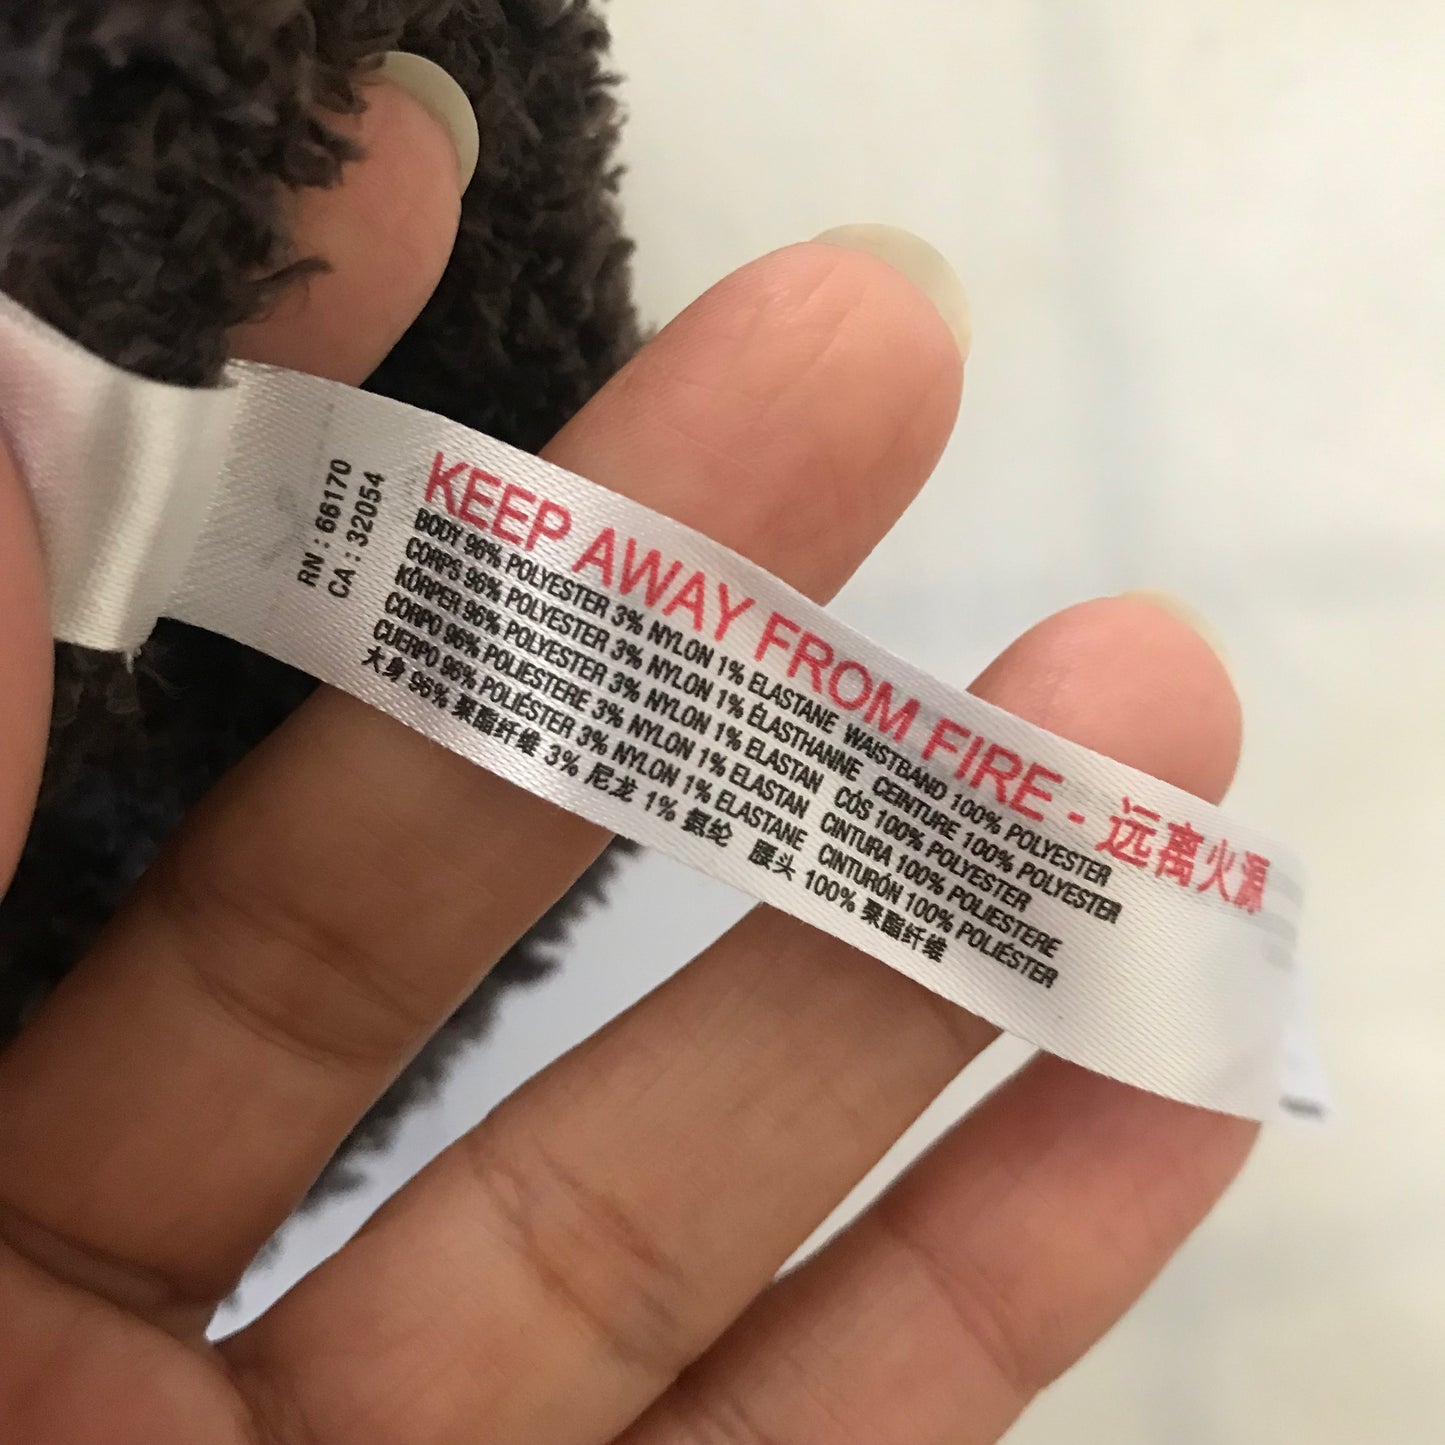 RN : 66170
CA : 32054
KEEP AWAY FROM FIRE - 远离火源
BODY 96% POLYESTER 3% NYLON 1% ELASTANE WAISTBAND 100% POLYESTER
CORPS 96% POLYESTER 3% NYLON 1% ÉLASTHANNE CEINTURE 100% POLYESTER
KÖRPER 96% POLYESTER 3% NYLON 1% ELASTAN CÓS 100% POLYESTER
CORPO 96% POLIESTERE 3% NYLON 1% ELASTAN CINTURA 100% POLIESTERE
CUERPO 96% POLIÉSTER 3% NYLON 1% ELASTANE CINTURÓN 100% POLIÉSTER
大身 96% 聚酯纤维 3% 尼龙 1% 氨纶 腰头 100% 聚酯纤维